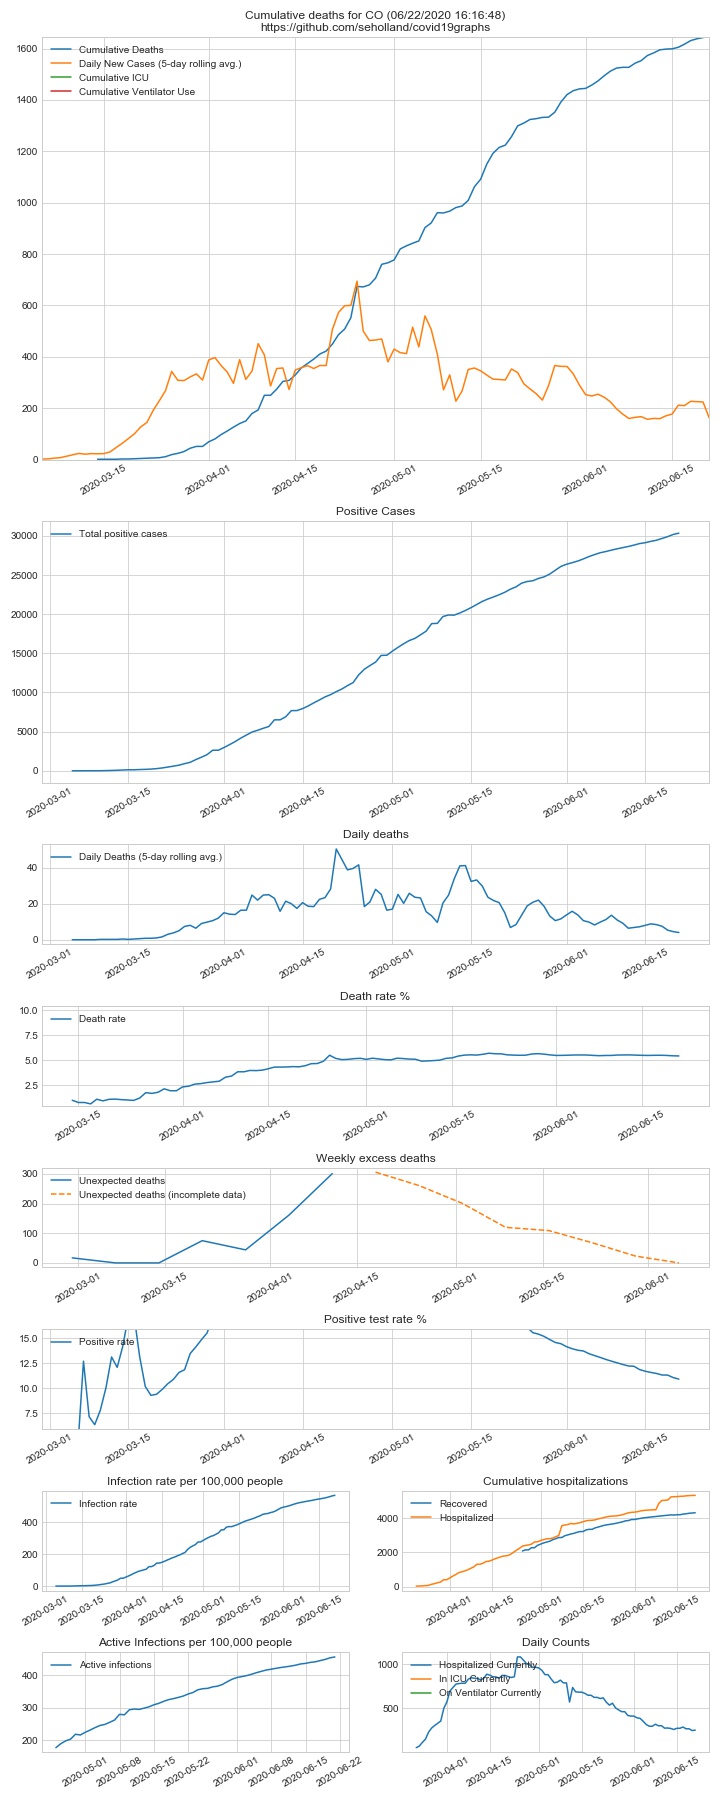 Cumulative deaths for CO (06/22/2020 16:16:48)
https://github.com/seholland/covid19graphs
Cumulative Deaths
Daily New Cases (5-day rolling avg.)
Cumulative ICU
Cumulative Ventilator Use
1600
1400
1200
1000
800
600
400
200
0
2020-03-15 2020-04-01 2020-04-15 2020-05-01 2020-05-15 2020-06-01 2020-06-15
Positive Cases
Total positive cases
30000
25000
20000
15000
10000
5000
0
2020-03-01 2020-03-15 2020-04-01 2020-04-15 2020-05-01 2020-05-15 2020-06-01 2020-06-15
Daily deaths
Daily Deaths (5-day rolling avg.)
40
20
0
2020-03-01 2020-03-15 2020-04-01 2020-04-15 2020-05-01 2020-05-15 2020-06-01 2020-06-15
Death rate %
Death rate
10.0
7.5
5.0
2.5
2020-03-15 2020-04-01 2020-04-15 2020-05-01 2020-05-15 2020-06-01 2020-06-15
Weekly excess deaths
Unexpected deaths
Unexpected deaths (incomplete data)
300
200
100
0
2020-03-01 2020-03-15 2020-04-01 2020-04-15 2020-05-01 2020-05-15 2020-06-01
Positive test rate %
Positive rate
15.0
12.5
10.0
7.5
2020-03-01 2020-03-15 2020-04-01 2020-04-15 2020-05-01 2020-05-15 2020-06-01 2020-06-15
Infection rate per 100,000 people
Infection rate
400
200
0
2020-03-01 2020-03-15 2020-04-01 2020-04-15 2020-05-01 2020-05-15 2020-06-01 2020-06-15
Cumulative hospitalizations
Recovered
Hospitalized
4000
2000
0
2020-04-01 2020-04-15 2020-05-01 2020-05-15 2020-06-01 2020-06-15
Active Infections per 100,000 people
Active infections
400
300
200
2020-05-01 2020-05-08 2020-05-15 2020-05-22 2020-06-01 2020-06-08 2020-06-15 2020-06-22
Daily Counts
Hospitalized Currently
In ICU Currently
On Ventilator Currently
1000
500
2020-04-01 2020-04-15 2020-05-01 2020-05-15 2020-06-01 2020-06-15